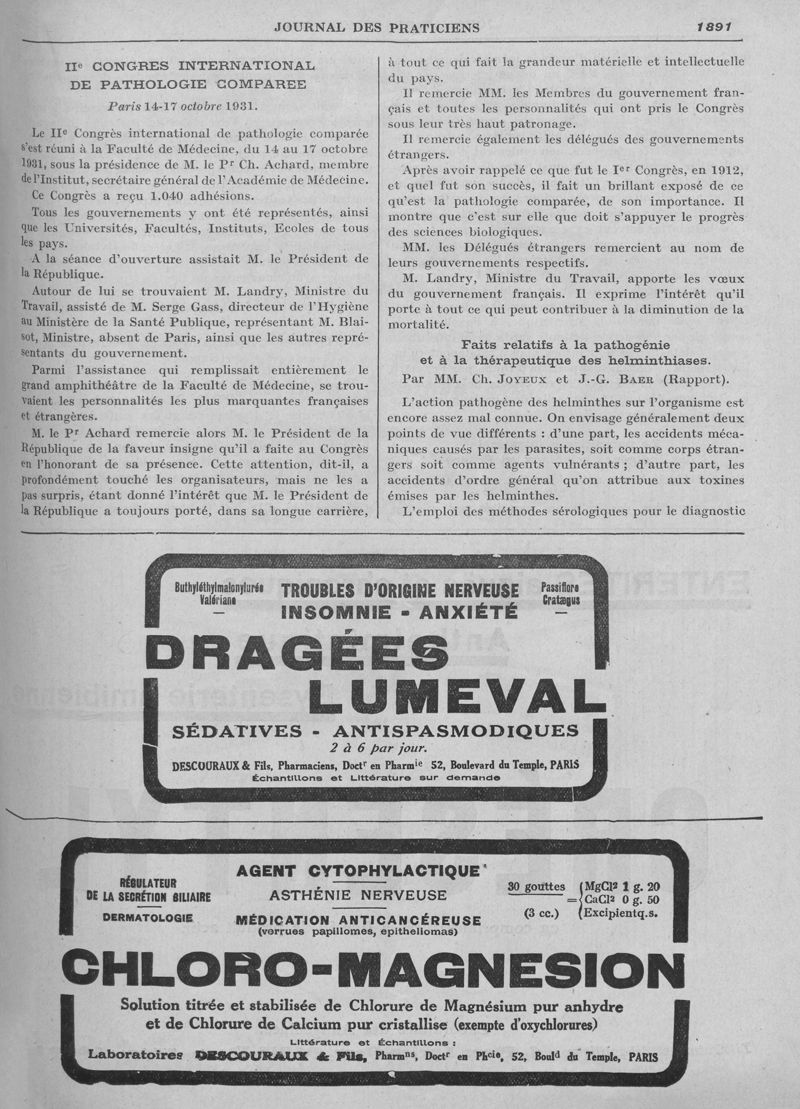 JOURNAL DES PRATICIENS 1891
IIe CONGRES INTERNATIONAL
DE PATHOLOGIE COMPAREE
Paris 14-17 octobre 1931.
Le IIe Congrès international de pathologie comparée
s'est réuni à la Faculté de Médecine, du 14 au 17 octobre
1931, sous la présidence de M. le Pr Ch. Achard, membre
de l'Institut, secrétaire général de l'Académie de Médecine.
Ce Congrès a reçu 1.040 adhésions.
Tous les gouvernements y ont été représentés, ainsi
que les Universités, Facultés, Instituts, Ecoles de tous
les pays.
A la séance d'ouverture assistait M. le Président de
la République.
Autour de lui se trouvaient M. Landry, Ministre du
Travail, assisté de M. Serge Gass, directeur de l'Hygiène
au Ministère de la Santé Publique, représentant M. Blai-
sot, Ministre, absent de Paris, ainsi que les autres repré-
sentants du gouvernement.
Parmi l'assistance qui remplissait entièrement le
grand amphithéâtre de la Faculté de Médecine, se trou-
vaient les personnalités les plus marquantes françaises
et étrangères.
M. le Pr Achard remercie alors M. le Président de la
République de la faveur insigne qu'il a faite au Congrès
en l'honorant de sa présence. Cette attention, dit-il, a
profondément touché les organisateurs, mais ne les a
pas surpris, étant donné l'intérêt que M. le Président de
la République a toujours porté, dans sa longue carrière,
à tout ce qui fait la grandeur matérielle et intellectuelle
du pays.
Il remercie MM. les Membres du gouvernement fran-
çais et toutes les personnalités qui ont pris le Congrès
sous leur très haut patronage.
Il remercie également les délégués des gouvernements
étrangers.
Après avoir rappelé ce que fut le Ier Congrès, en 1912,
et quel fut son succès, il fait un brillant exposé de ce
qu'est la pathologie comparée, de son importance. Il
montre que c'est sur elle que doit s'appuyer le progrès
des sciences biologiques.
MM. les Délégués étrangers remercient au nom de
leurs gouvernements respectifs.
M. Landry, Ministre du Travail, apporte les vœux
du gouvernement français. Il exprime l'intérêt qu'il
porte à tout ce qui peut contribuer à la diminution de la
mortalité.
Faits relatifs à la pathogénie
et à la thérapeutique des helminthiases.
Par MM. Ch. JOYEUX et J.-G. BAER (Rapport).
L'action pathogène des helminthes sur l'organisme est
encore assez mal connue. On envisage généralement deux
points de vue différents : d'une part, les accidents méca-
niques causés par les parasites, soit comme corps étran-
gers soit comme agents vulnérants ; d'autre part, les
accidents d'ordre général qu'on attribue aux toxines
émises par les helminthes.
L'emploi des méthodes sérologiques pour le diagnostic
Buthyléthylmalonylurée
Valériane
TROUBLES D'ORIGINE NERVEUSE
INSOMNIE - ANXIÉTÉ
Passiflore
Cratægus
DRAGÉES
LUMEVAL
SÉDATIVES - ANTISPASMODIQUES
2 à 6 par jour.
DESCOURAUX & Fils, Pharmaciens, Doctr en Pharmie 52, Boulevard du Temple, PARIS
Échantillons et Littérature sur demande
RÉGULATEUR
DE LA SECRÉTION BILIAIRE
DERMATOLOGIE
AGENT CYTOPHYLACTIQUE
ASTHÉNIE NERVEUSE
MÉDICATION ANTICANCÉREUSE
(verrues papillomes, epitheliomas)
30 gouttes
(3 cc.)
= MgCl² 1 g. 20
CaCl² 0 g. 50
Excipientq.s.
CHLORO-MAGNESION
Solution titrée et stabilisée de Chlorure de Magnésium pur anhydre
et de Chlorure de Calcium pur cristallise (exempte d'oxychlorures)
Littérature et Échantillons :
Laboratoires DESCOURAUX & Fils, Pharmns, Doctr en Phcie, 52, Bould du Temple, PARIS